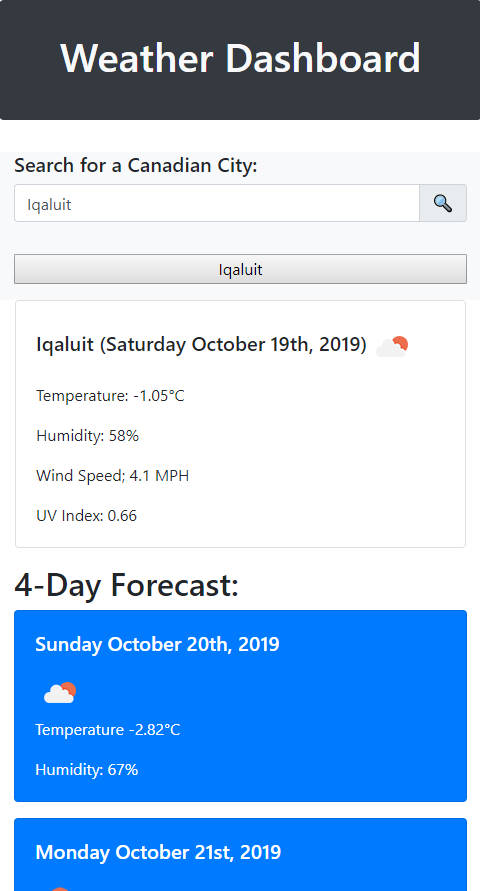 Weather Dashboard
Search for a Canadian City:
Iqaluit
Iqaluit
Iqaluit (Saturday October 19th, 2019)
Temperature: -1.05°C
Humidity: 58%
Wind Speed; 4.1 MPH
UV Index: 0.66
4-Day Forecast:
Sunday October 20th, 2019
Temperature -2.82°C
Humidity: 67%
Monday October 21st, 2019